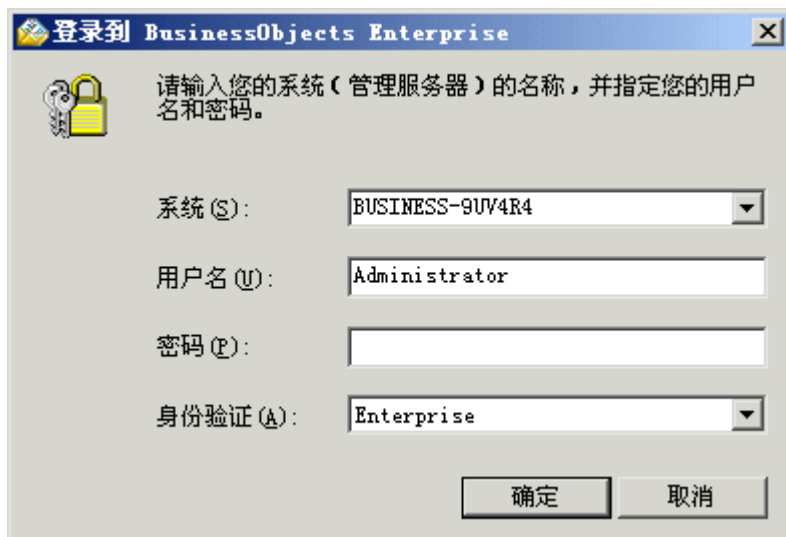 登录到 BusinessObjects Enterprise
请输入您的系统(管理服务器)的名称,并指定您的用户
名和密码。
系统(S):
BUSINESS-9UV4R4
用户名(U):
Administrator
密码(P):
身份验证(A):
Enterprise
确定
取消